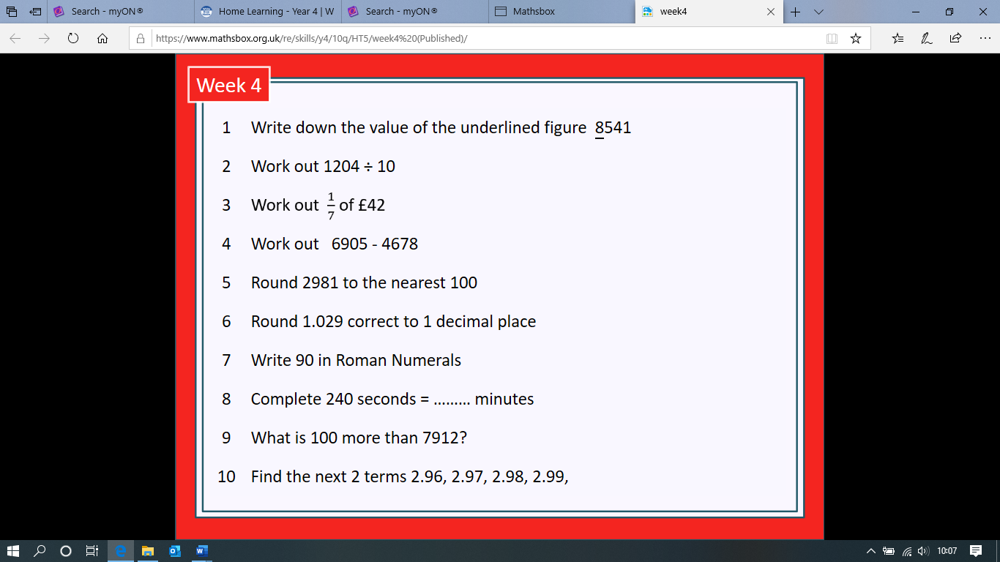 Search - myON®
Home Learning - Year 4 | W
Search - myON®
Mathsbox
week4
https://www.mathsbox.org.uk/re/skills/y4/10q/HT5/week4%20(Published)/
Week 4
1 Write down the value of the underlined figure 8541
2 Work out 1204 ÷ 10
3 Work out 1/7 of £42
4 Work out 6905 - 4678
5 Round 2981 to the nearest 100
6 Round 1.029 correct to 1 decimal place
7 Write 90 in Roman Numerals
8 Complete 240 seconds = ……… minutes
9 What is 100 more than 7912?
10 Find the next 2 terms 2.96, 2.97, 2.98, 2.99,
10:07